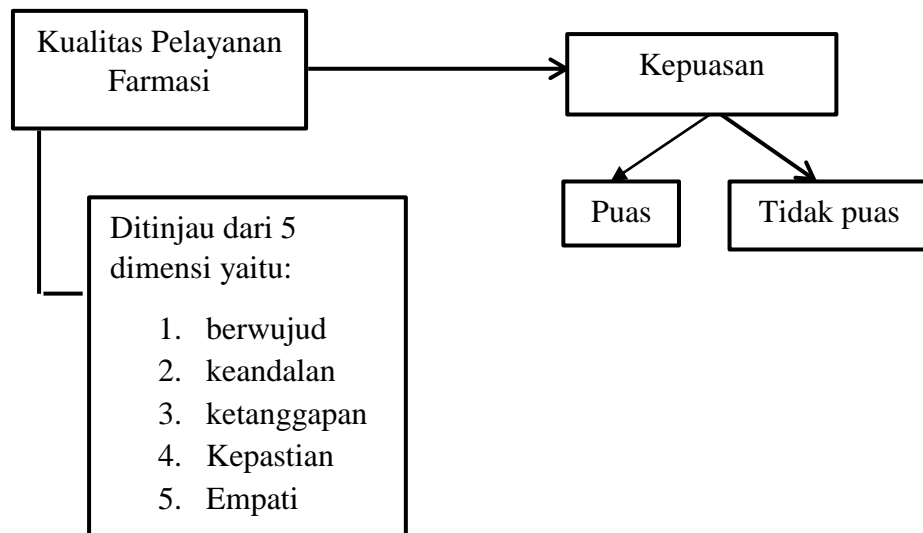 Kualitas Pelayanan
Farmasi
Kepuasan
Puas
Tidak puas
Ditinjau dari 5
dimensi yaitu:
1. berwujud
2. keandalan
3. ketanggapan
4. Kepastian
5. Empati